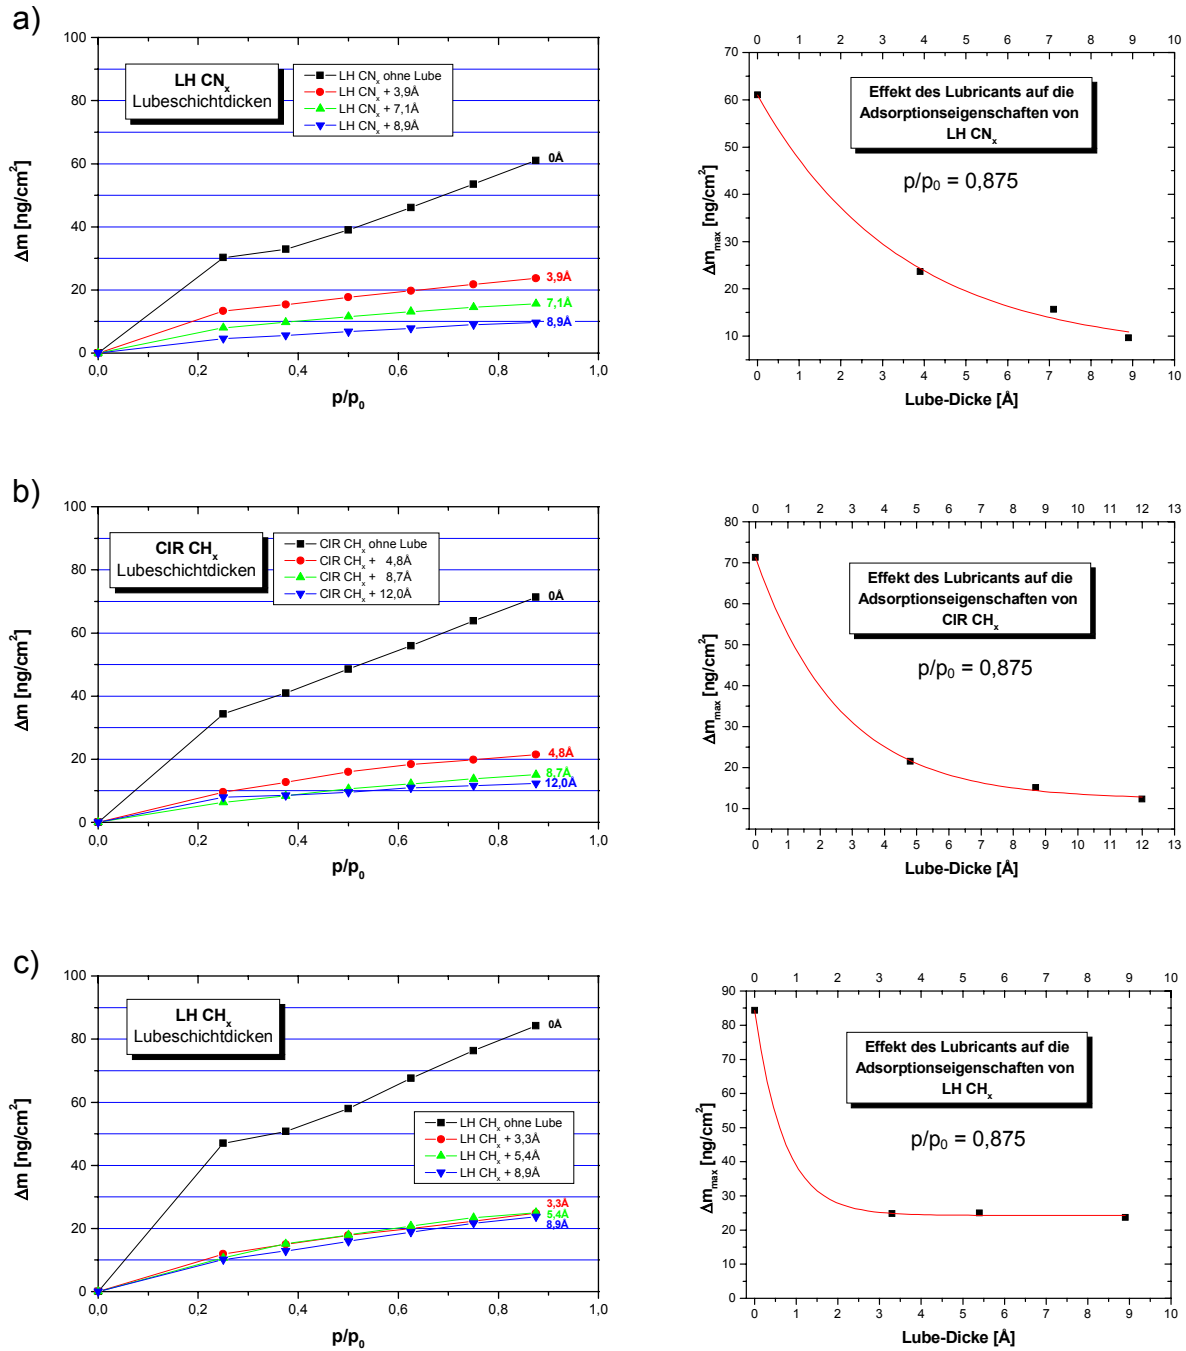 a)
100
80
60
40
20
0
0,0 0,2 0,4 0,6 0,8 1,0
Δm [ng/cm²]
p/p₀
LH CNₓ
Lubeschichtdicken
LH CNₓ ohne Lube
LH CNₓ + 3,9Å
LH CNₓ + 7,1Å
LH CNₓ + 8,9Å
0Å
3,9Å
7,1Å
8,9Å
0 1 2 3 4 5 6 7 8 9 10
70
60
50
40
30
20
10
0 1 2 3 4 5 6 7 8 9 10
Δmₘₐₓ [ng/cm²]
Lube-Dicke [Å]
Effekt des Lubricants auf die
Adsorptionseigenschaften von
LH CNₓ
p/p₀ = 0,875
b)
100
80
60
40
20
0
0,0 0,2 0,4 0,6 0,8 1,0
Δm [ng/cm²]
p/p₀
CIR CHₓ
Lubeschichtdicken
CIR CHₓ ohne Lube
CIR CHₓ + 4,8Å
CIR CHₓ + 8,7Å
CIR CHₓ + 12,0Å
0Å
4,8Å
8,7Å
12,0Å
0 1 2 3 4 5 6 7 8 9 10 11 12 13
80
70
60
50
40
30
20
10
0 1 2 3 4 5 6 7 8 9 10 11 12 13
Δmₘₐₓ [ng/cm²]
Lube-Dicke [Å]
Effekt des Lubricants auf die
Adsorptionseigenschaften von
CIR CHₓ
p/p₀ = 0,875
c)
100
80
60
40
20
0
0,0 0,2 0,4 0,6 0,8 1,0
Δm [ng/cm²]
p/p₀
LH CHₓ
Lubeschichtdicken
LH CHₓ ohne Lube
LH CHₓ + 3,3Å
LH CHₓ + 5,4Å
LH CHₓ + 8,9Å
0Å
3,3Å
5,4Å
8,9Å
0 1 2 3 4 5 6 7 8 9 10
90
80
70
60
50
40
30
20
10
0
0 1 2 3 4 5 6 7 8 9 10
Δmₘₐₓ [ng/cm²]
Lube-Dicke [Å]
Effekt des Lubricants auf die
Adsorptionseigenschaften von
LH CHₓ
p/p₀ = 0,875